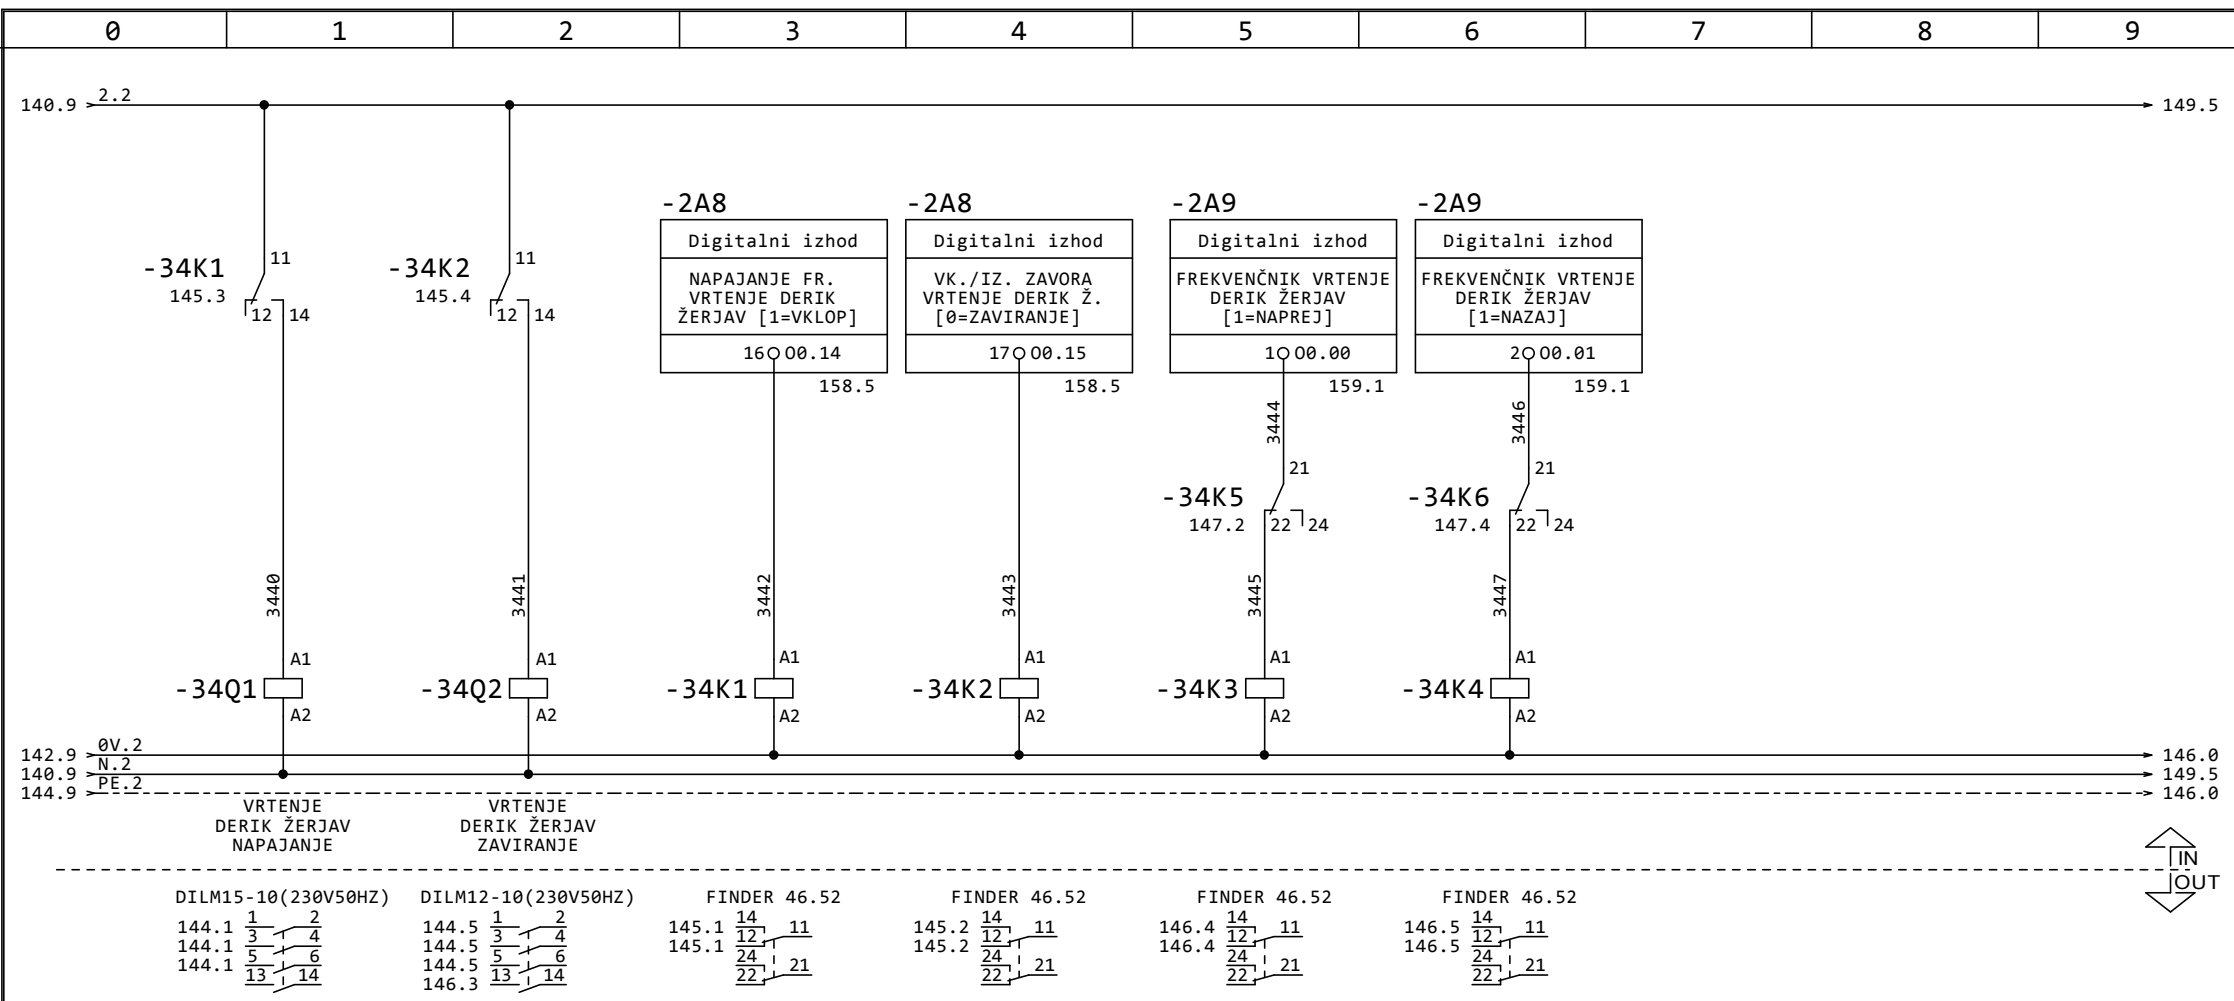 0 1 2 3 4 5 6 7 8 9
140.9 2.2 149.5
-2A8
Digitalni izhod
NAPAJANJE FR.
VRTENJE DERIK
ŽERJAV [1=VKLOP]
16 O0.14
158.5
-2A8
Digitalni izhod
VK./IZ. ZAVORA
VRTENJE DERIK Ž.
[0=ZAVIRANJE]
17 O0.15
158.5
-2A9
Digitalni izhod
FREKVENČNIK VRTENJE
DERIK ŽERJAV
[1=NAPREJ]
1 O0.00
159.1
-2A9
Digitalni izhod
FREKVENČNIK VRTENJE
DERIK ŽERJAV
[1=NAZAJ]
2 O0.01
159.1
-34K1 11
145.3
12 14
-34K2 11
145.4
12 14
3444
21
-34K5
147.2 22 24
3446
21
-34K6
147.4 22 24
3440
3441
3442
3443
3445
3447
A1
-34Q1
A2
A1
-34Q2
A2
A1
-34K1
A2
A1
-34K2
A2
A1
-34K3
A2
A1
-34K4
A2
142.9 0V.2 146.0
140.9 N.2 149.5
144.9 PE.2 146.0
VRTENJE
DERIK ŽERJAV
NAPAJANJE
VRTENJE
DERIK ŽERJAV
ZAVIRANJE
IN
OUT
DILM15-10(230V50HZ)
144.1 1 2
144.1 3 4
144.1 5 6
13 14
DILM12-10(230V50HZ)
144.5 1 2
144.5 3 4
144.5 5 6
146.3 13 14
FINDER 46.52
14
145.1 12 11
145.1
24
22 21
FINDER 46.52
14
145.2 12 11
145.2
24
22 21
FINDER 46.52
14
146.4 12 11
146.4
24
22 21
FINDER 46.52
14
146.5 12 11
146.5
24
22 21